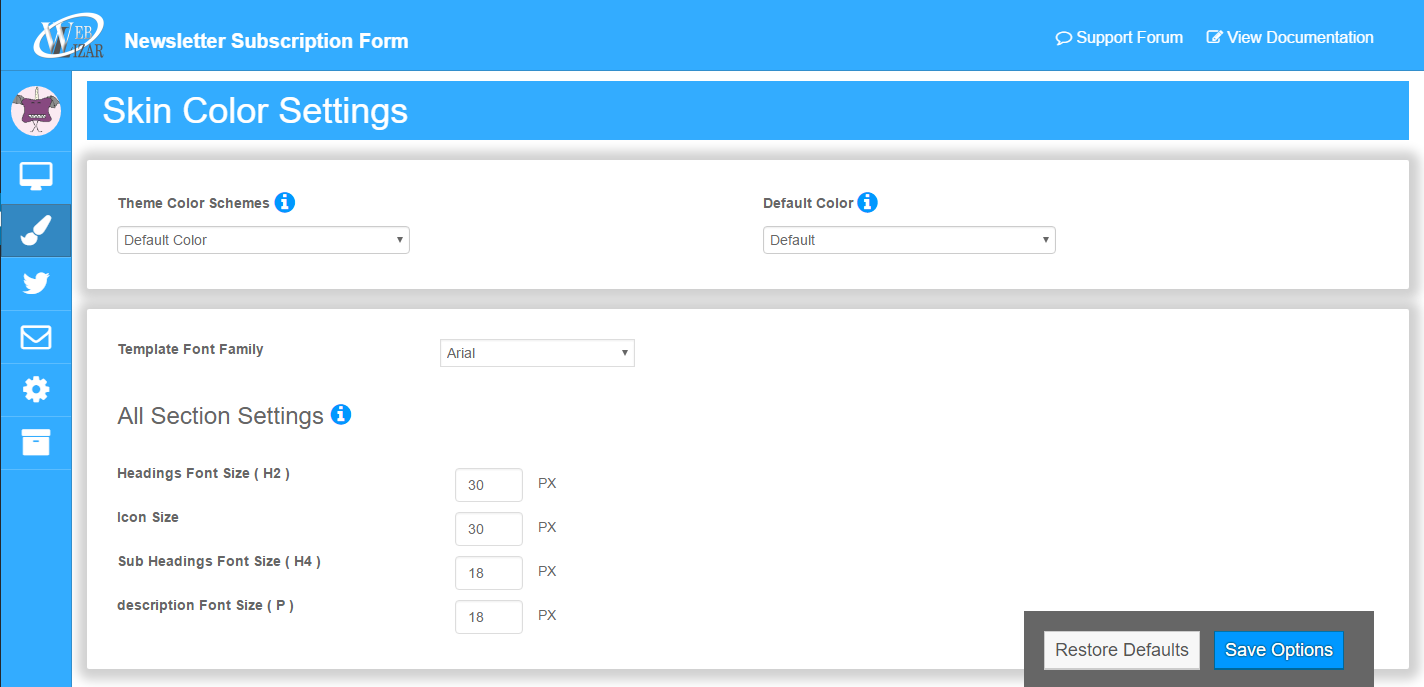 WEB
WIZAR
Newsletter Subscription Form
Support Forum
View Documentation
Skin Color Settings
Theme Color Schemes
Default Color
Default Color
Default
Template Font Family
Arial
All Section Settings
Headings Font Size ( H2 )
30
PX
Icon Size
30
PX
Sub Headings Font Size ( H4 )
18
PX
description Font Size ( P )
18
PX
Restore Defaults
Save Options